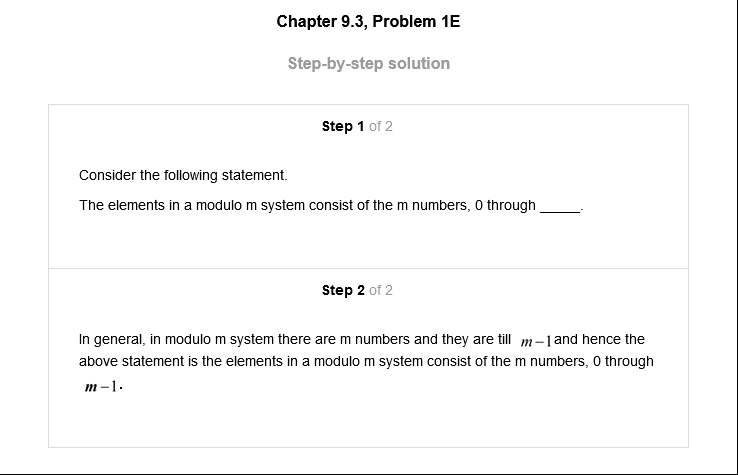 Chapter 9.3, Problem 1E
Step-by-step solution
Step 1 of 2
Consider the following statement.
The elements in a modulo m system consist of the m numbers, 0 through _____.
Step 2 of 2
In general, in modulo m system there are m numbers and they are till m−1 and hence the
above statement is the elements in a modulo m system consist of the m numbers, 0 through
m−1.